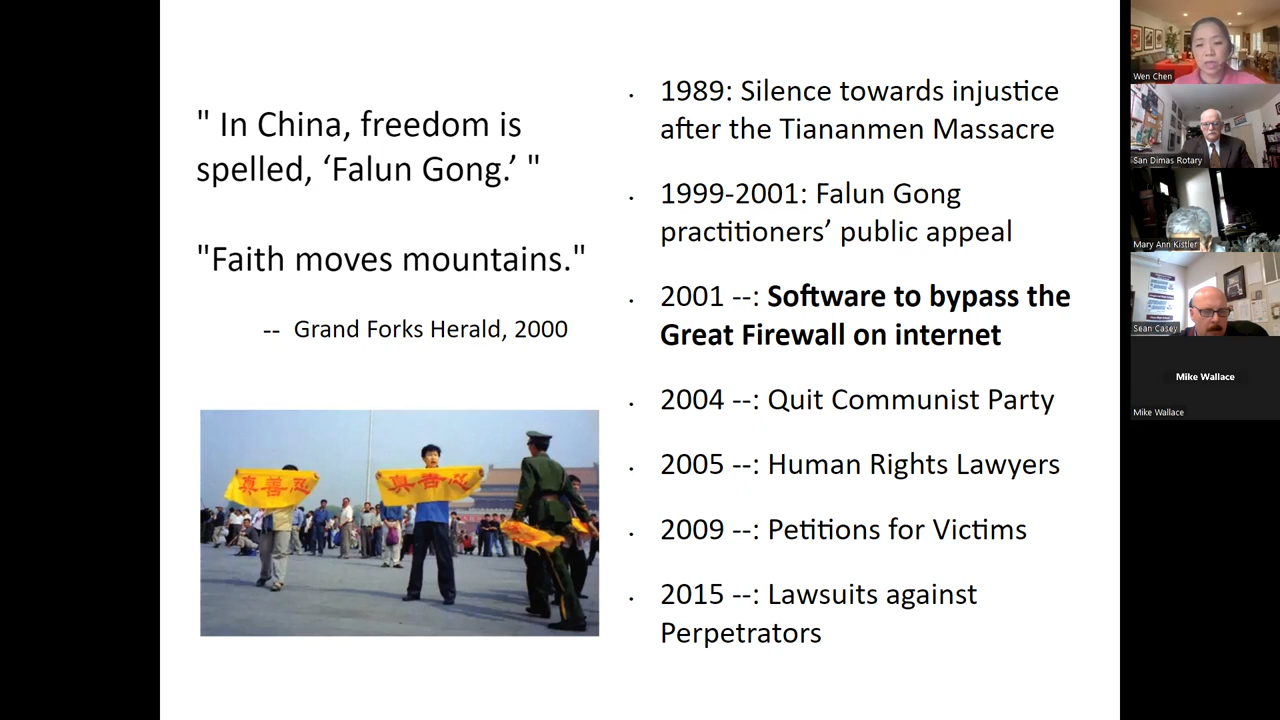 " In China, freedom is
spelled, ‘Falun Gong.’ "
"Faith moves mountains."
-- Grand Forks Herald, 2000
真善忍
真善忍
1989: Silence towards injustice
after the Tiananmen Massacre
1999-2001: Falun Gong
practitioners’ public appeal
2001 --: Software to bypass the
Great Firewall on internet
2004 --: Quit Communist Party
2005 --: Human Rights Lawyers
2009 --: Petitions for Victims
2015 --: Lawsuits against
Perpetrators
Wen Chen
San Dimas Rotary
Mary Ann Kistler
Sean Casey
Mike Wallace
Mike Wallace